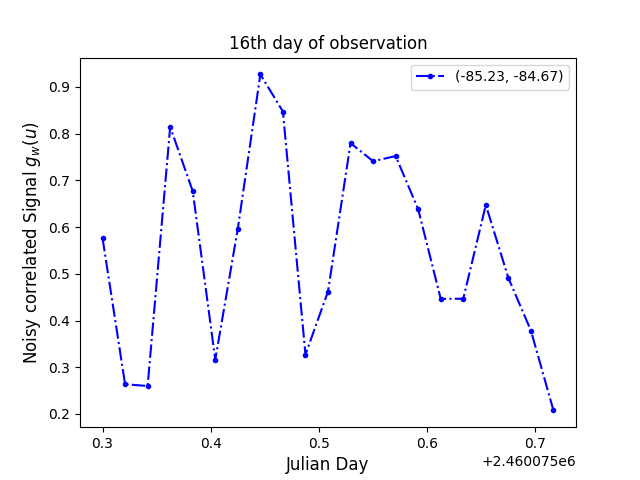 16th day of observation
(-85.23, -84.67)
Noisy correlated Signal g_w(u)
0.9
0.8
0.7
0.6
0.5
0.4
0.3
0.2
0.3 0.4 0.5 0.6 0.7
Julian Day
+2.460075e6